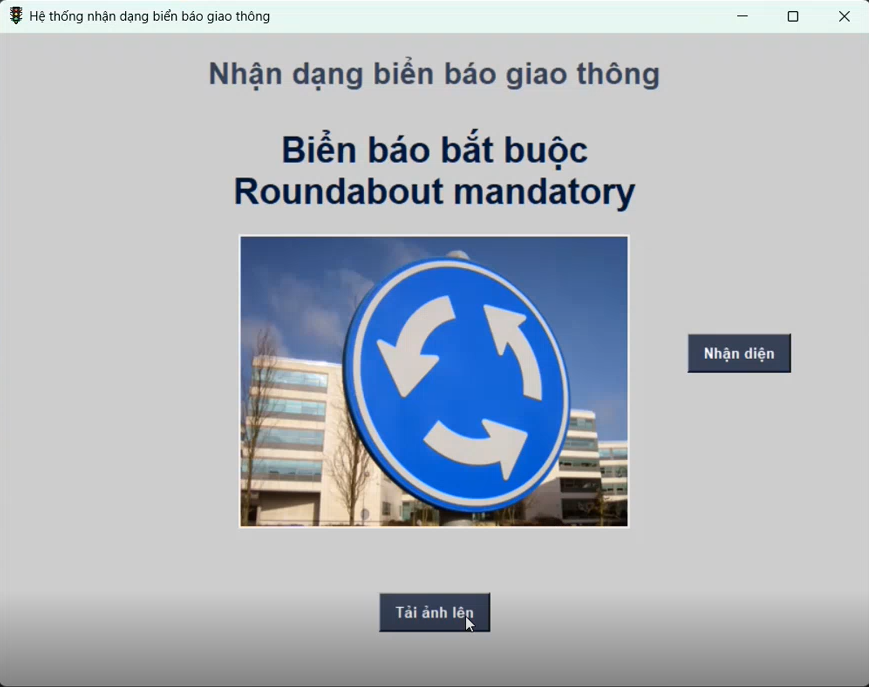 Hệ thống nhận dạng biển báo giao thông
Nhận dạng biển báo giao thông
Biển báo bắt buộc
Roundabout mandatory
Nhận diện
Tải ảnh lên